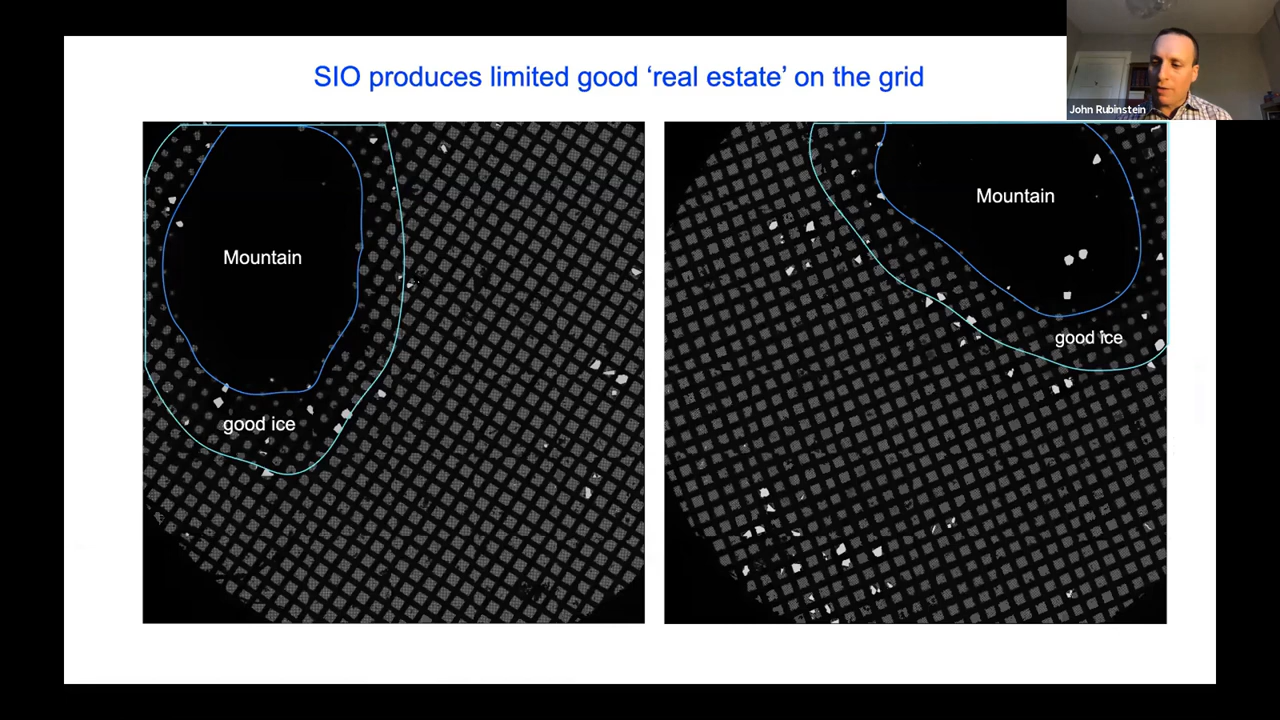 SIO produces limited good ‘real estate’ on the grid
John Rubinstein
Mountain
good ice
Mountain
good ice